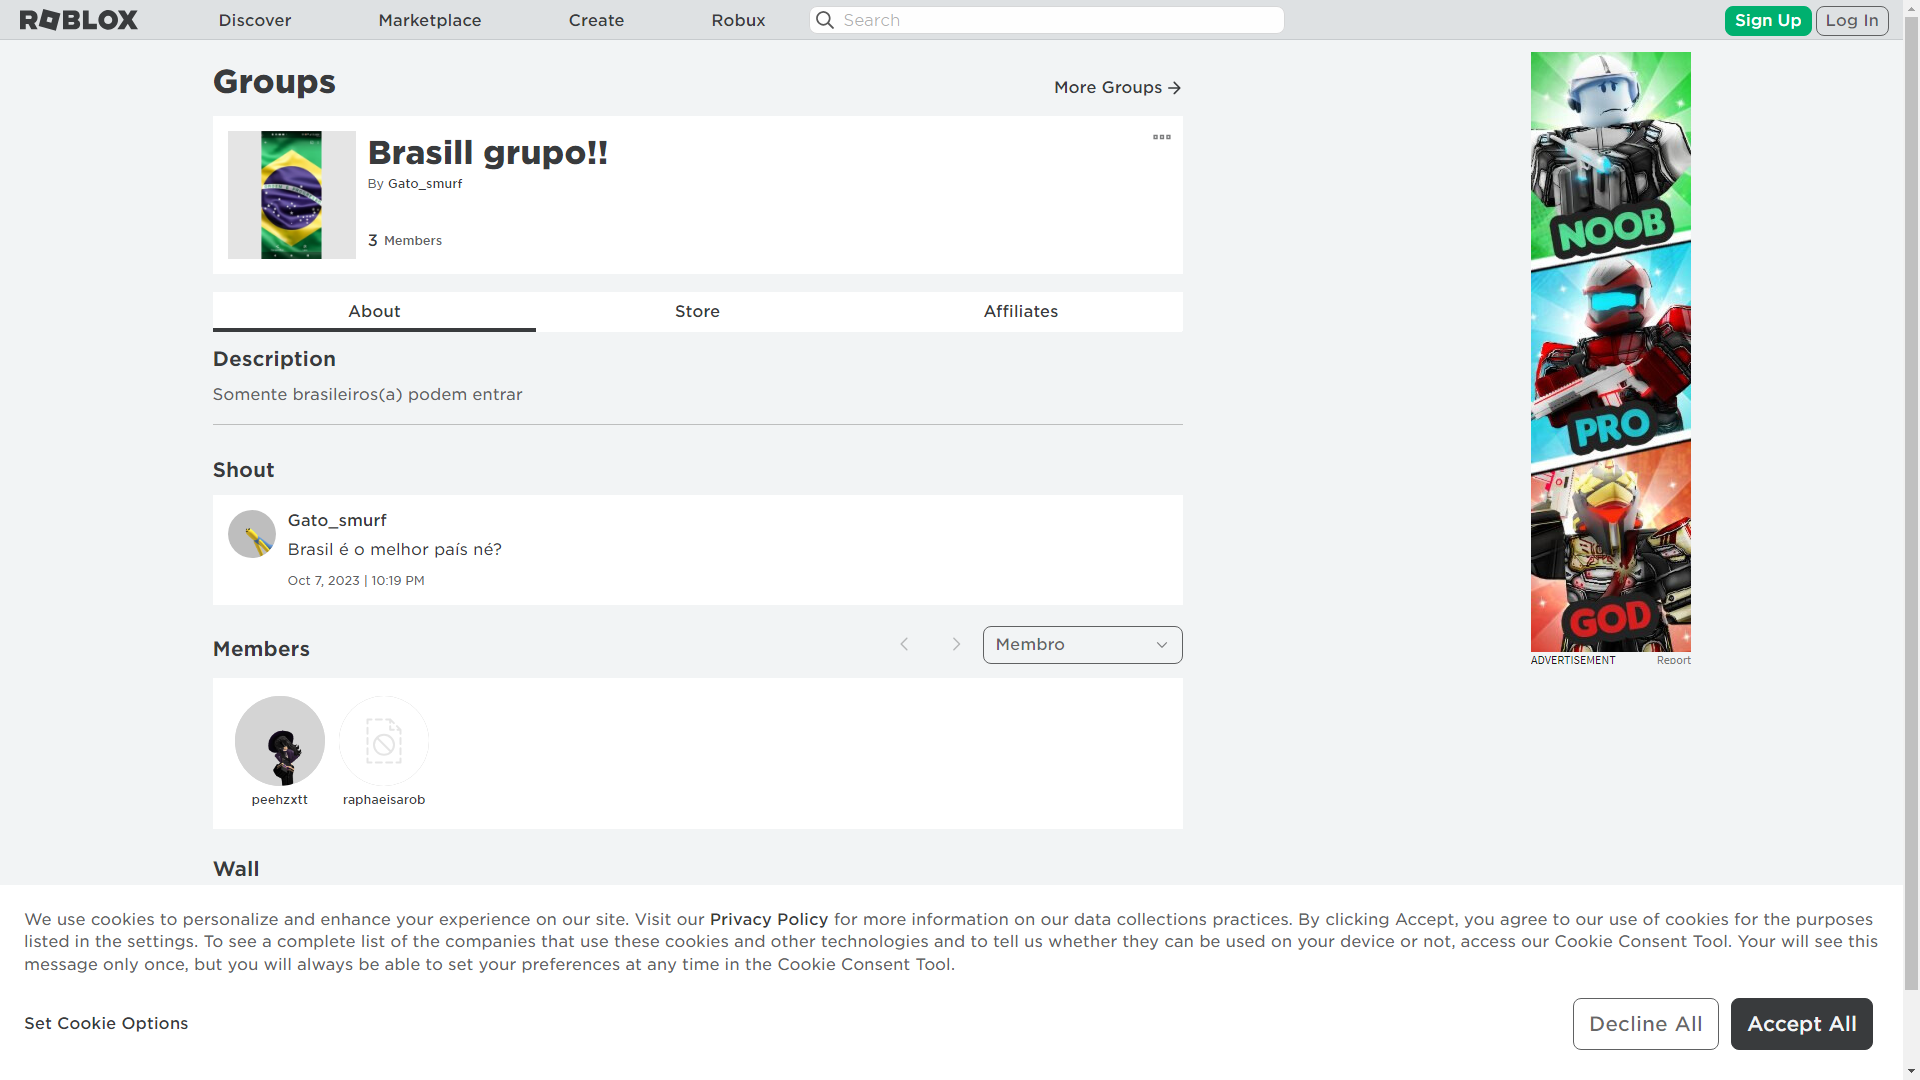 ROBLOX
Discover
Marketplace
Create
Robux
Search
Sign Up
Log In
Groups
More Groups
Brasill grupo!!
By Gato_smurf
3 Members
About
Store
Affiliates
Description
Somente brasileiros(a) podem entrar
Shout
Gato_smurf
Brasil é o melhor país né?
Oct 7, 2023 | 10:19 PM
Members
Membro
peehzxtt
raphaeisarob
Wall
NOOB
PRO
GOD
ADVERTISEMENT
Report
We use cookies to personalize and enhance your experience on our site. Visit our Privacy Policy for more information on our data collections practices. By clicking Accept, you agree to our use of cookies for the purposes
listed in the settings. To see a complete list of the companies that use these cookies and other technologies and to tell us whether they can be used on your device or not, access our Cookie Consent Tool. Your will see this
message only once, but you will always be able to set your preferences at any time in the Cookie Consent Tool.
Set Cookie Options
Decline All
Accept All